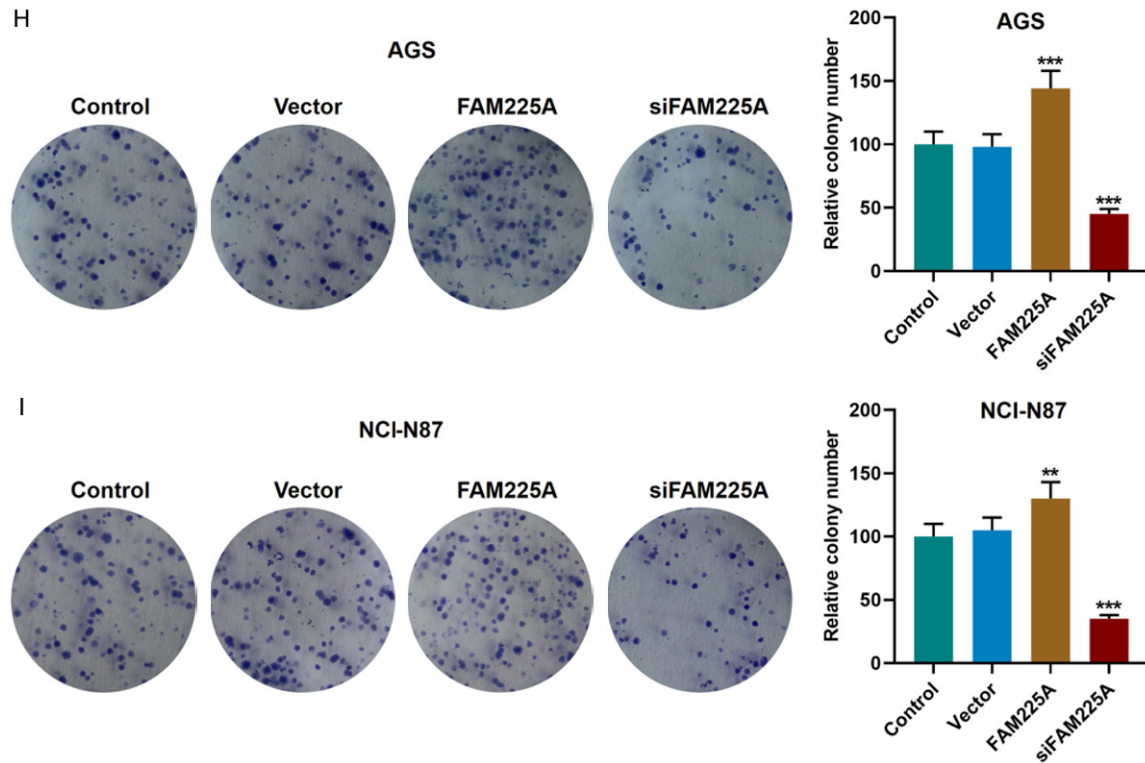 H
AGS
Control Vector FAM225A siFAM225A
AGS
Relative colony number
200
150
100
50
0
***
***
Control
Vector
FAM225A
siFAM225A
I
NCI-N87
Control Vector FAM225A siFAM225A
NCI-N87
Relative colony number
200
150
100
50
0
**
***
Control
Vector
FAM225A
siFAM225A